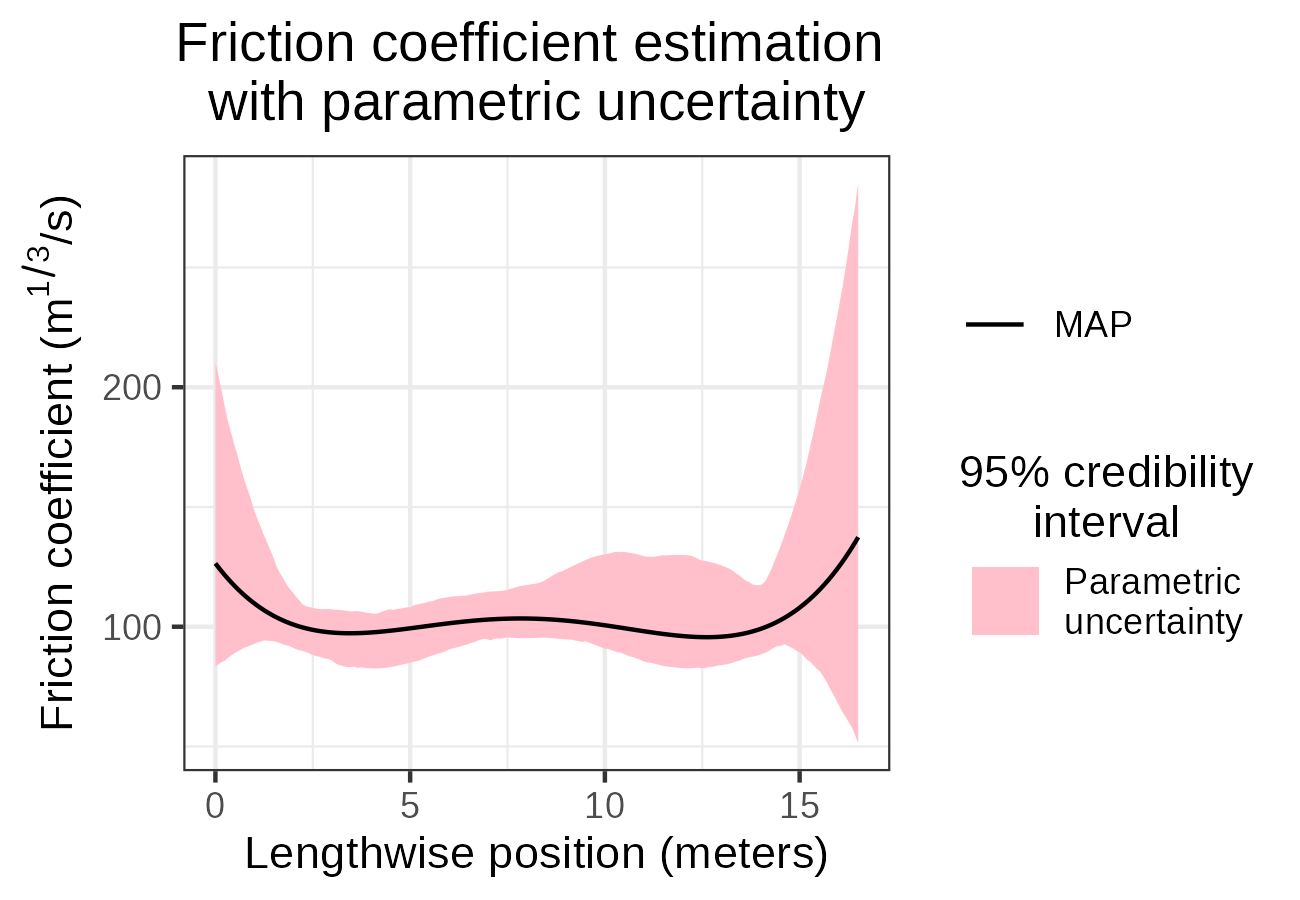 Friction coefficient estimation
with parametric uncertainty
Friction coefficient (m^1/3/s)
200
100
0 5 10 15
Lengthwise position (meters)
MAP
95% credibility
interval
Parametric
uncertainty